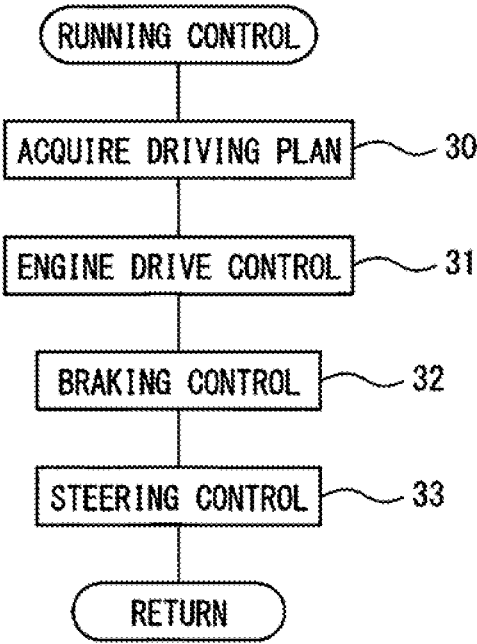 RUNNING CONTROL
ACQUIRE DRIVING PLAN 30
ENGINE DRIVE CONTROL 31
BRAKING CONTROL 32
STEERING CONTROL 33
RETURN